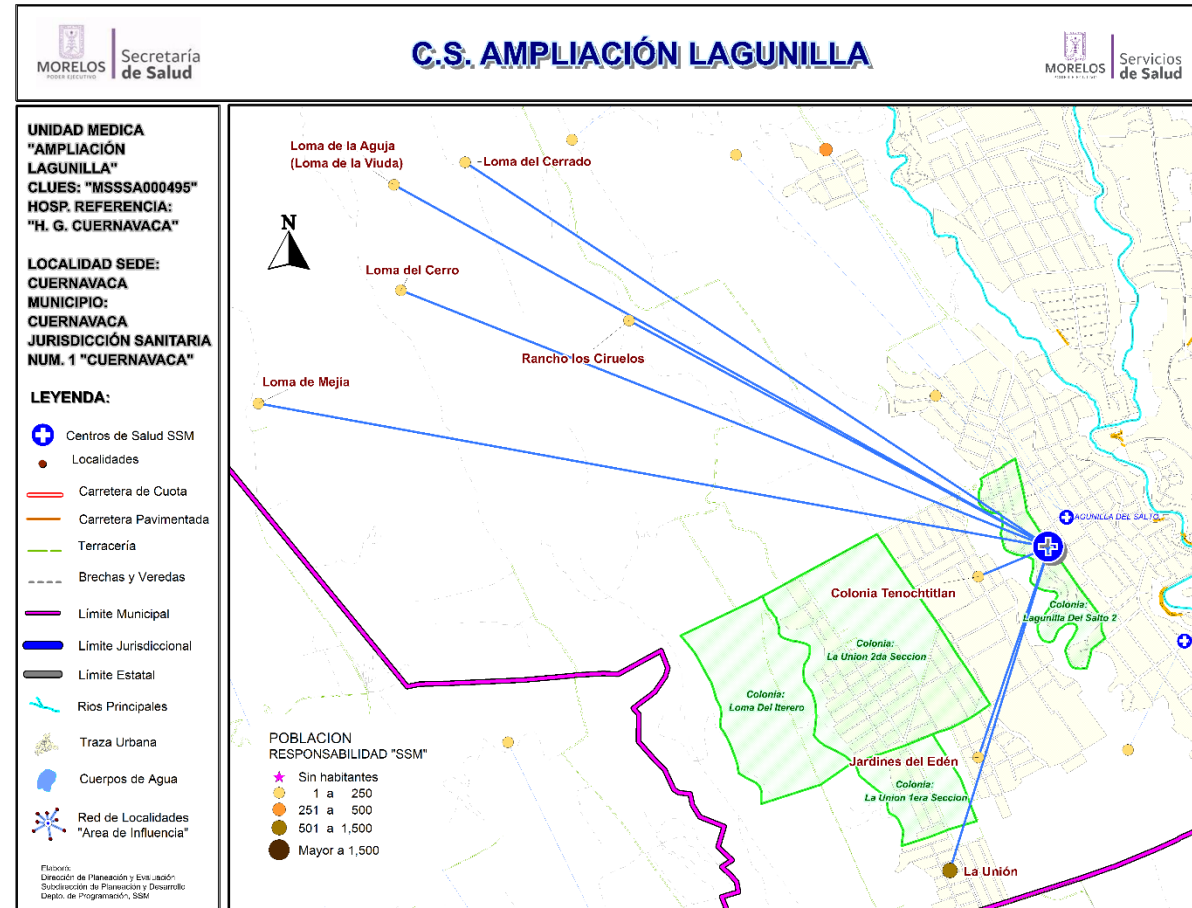 MORELOS
PODER EJECUTIVO
Secretaría
de Salud
C.S. AMPLIACIÓN LAGUNILLA
MORELOS
Servicios
de Salud
UNIDAD MEDICA
"AMPLIACIÓN
LAGUNILLA"
CLUES: "MSSSA000495"
HOSP. REFERENCIA:
"H. G. CUERNAVACA"
LOCALIDAD SEDE:
CUERNAVACA
MUNICIPIO:
CUERNAVACA
JURISDICCIÓN SANITARIA
NUM. 1 "CUERNAVACA"
LEYENDA:
Centros de Salud SSM
Localidades
Carretera de Cuota
Carretera Pavimentada
Terracería
Brechas y Veredas
Límite Municipal
Límite Jurisdiccional
Límite Estatal
Rios Principales
Traza Urbana
Cuerpos de Agua
Red de Localidades
"Area de Influencia"
Elaboró:
Dirección de Planeación y Evaluación
Subdirección de Planeación y Desarrollo
Depto. de Programación, SSM
Loma de la Aguja
(Loma de la Viuda)
Loma del Cerrado
N
Loma del Cerro
Rancho los Ciruelos
Loma de Mejia
AGUNILLA DEL SALTO
Colonia Tenochtitlan
Colonia:
Lagunilla Del Salto 2
Colonia:
La Union 2da Seccion
Colonia:
Loma Del Iterero
Jardines del Edén
Colonia:
La Union 1era Seccion
La Unión
POBLACION
RESPONSABILIDAD "SSM"
Sin habitantes
1 a 250
251 a 500
501 a 1,500
Mayor a 1,500